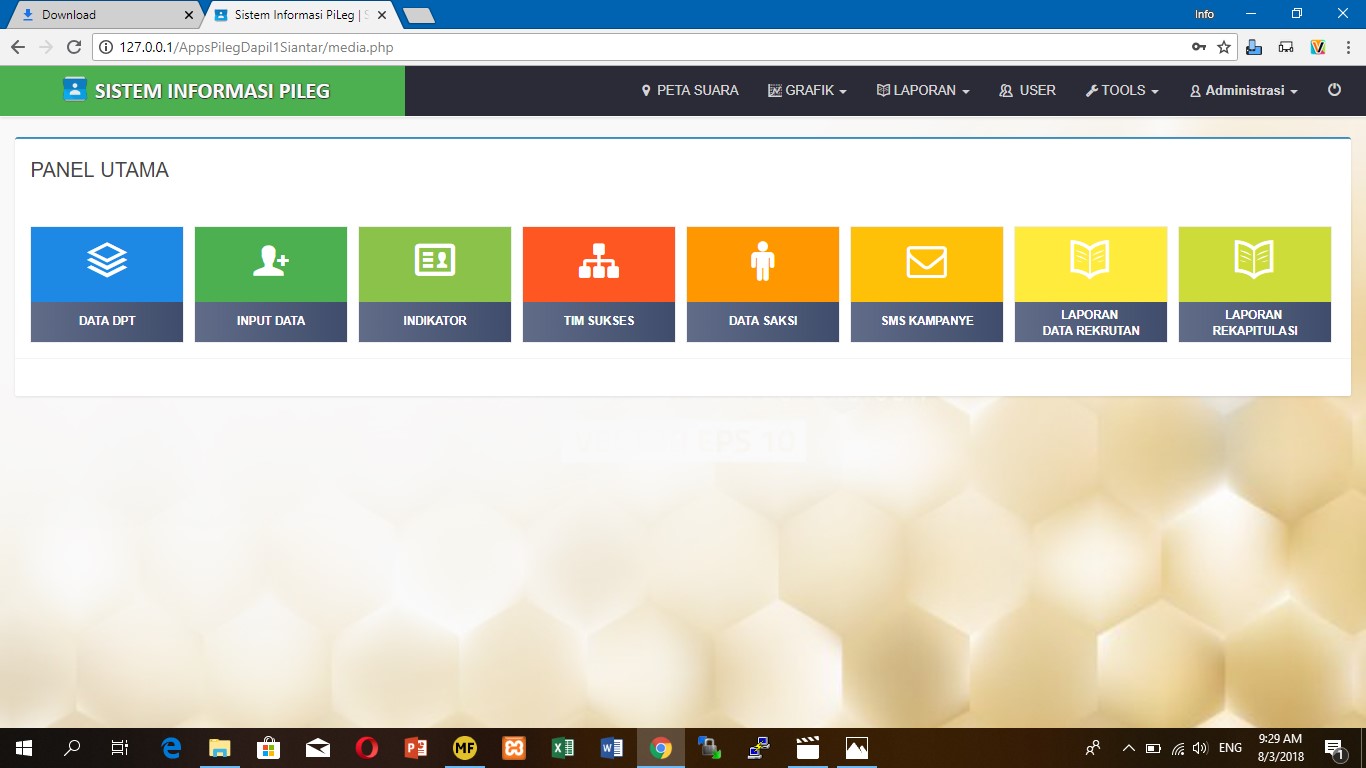 Download
Sistem Informasi PiLeg | S
Info
127.0.0.1/AppsPilegDapil1Siantar/media.php
SISTEM INFORMASI PILEG
PETA SUARA
GRAFIK
LAPORAN
USER
TOOLS
Administrasi
PANEL UTAMA
DATA DPT
INPUT DATA
INDIKATOR
TIM SUKSES
DATA SAKSI
SMS KAMPANYE
LAPORAN
DATA REKRUTAN
LAPORAN
REKAPITULASI
EPS 10
MF
ENG
9:29 AM
8/3/2018
1